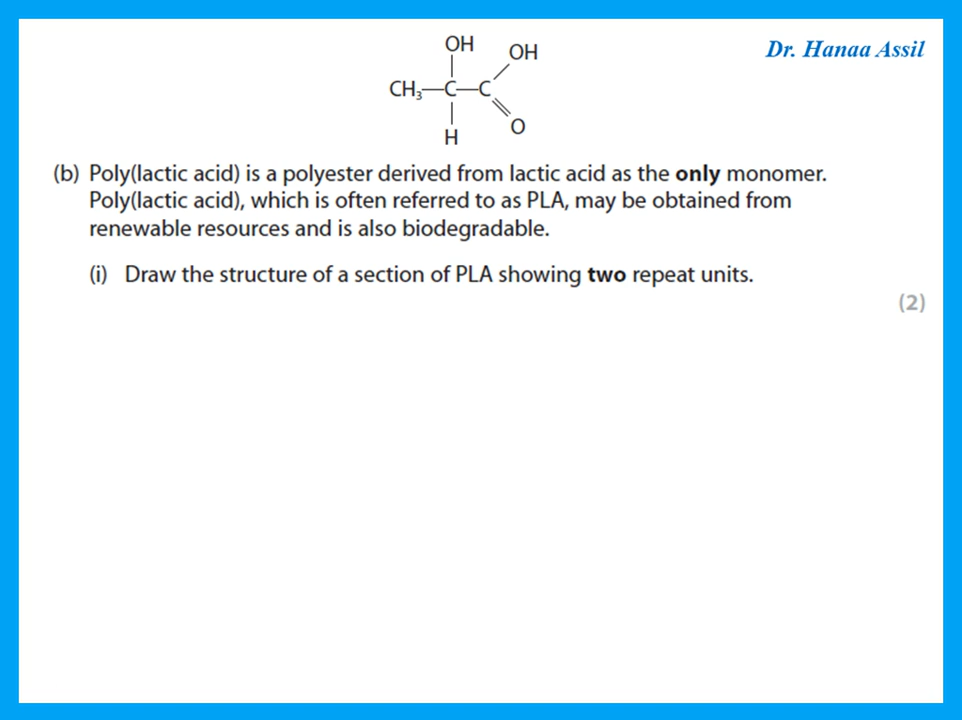 Dr. Hanaa Assil
OH
OH
CH₃—C—C
H
O
(b) Poly(lactic acid) is a polyester derived from lactic acid as the only monomer.
Poly(lactic acid), which is often referred to as PLA, may be obtained from
renewable resources and is also biodegradable.
(i) Draw the structure of a section of PLA showing two repeat units.
(2)